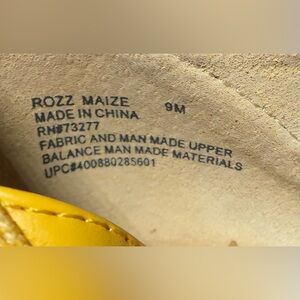 ROZZ MAIZE 9M
MADE IN CHINA
RN#73277
FABRIC AND MAN MADE UPPER
BALANCE MAN MADE MATERIALS
UPC#400880285601